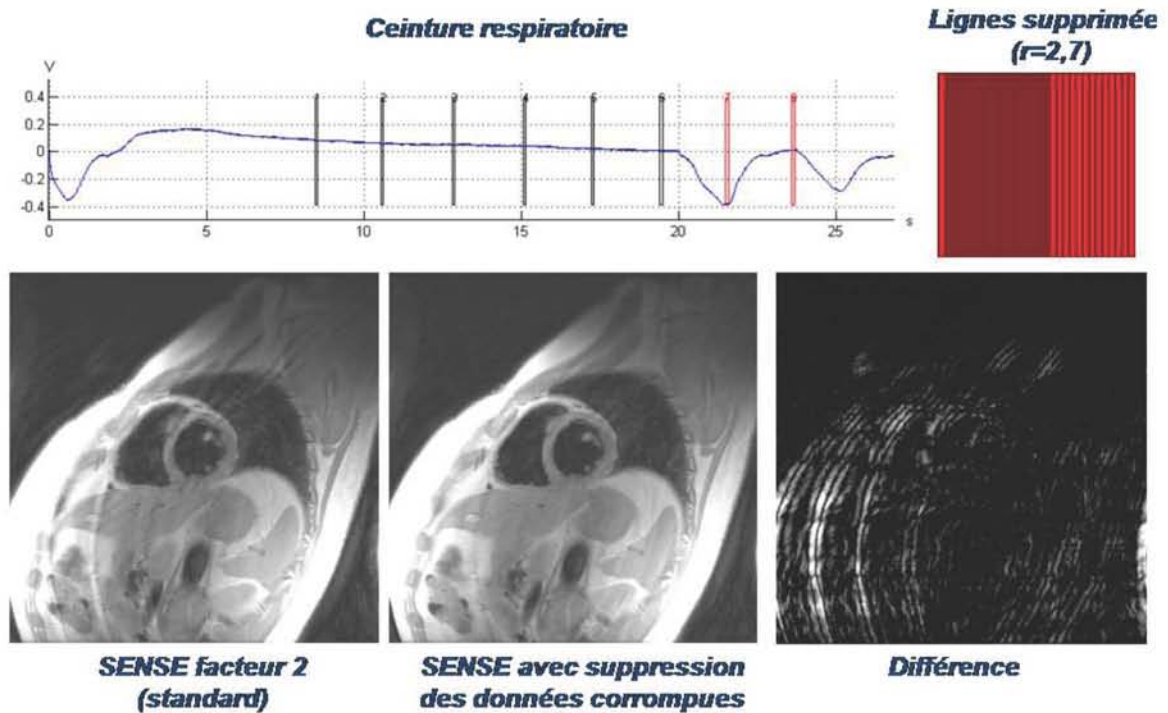 Ceinture respiratoire
Lignes supprimée
(r=2,7)
V
0.4
0.2
0
-0.2
-0.4
1 2 3 4 5 6 7 8
0 5 10 15 20 25
s
SENSE facteur 2
(standard)
SENSE avec suppression
des données corrompues
Différence